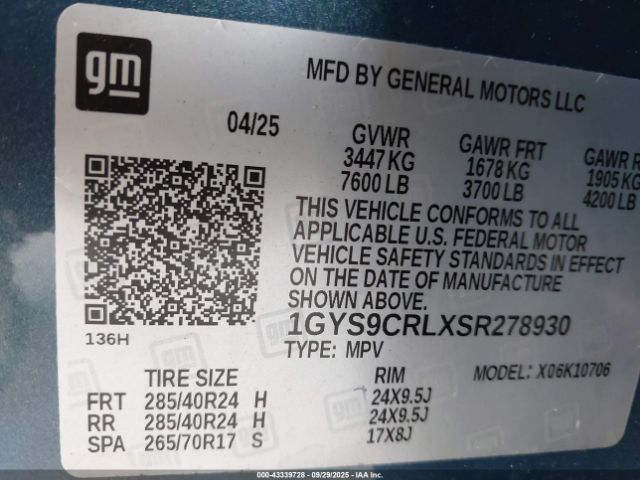 gm
MFD BY GENERAL MOTORS LLC
04/25 GVWR GAWR FRT GAWR R
3447 KG 1678 KG 1905 KG
7600 LB 3700 LB 4200 LB
THIS VEHICLE CONFORMS TO ALL
APPLICABLE U.S. FEDERAL MOTOR
VEHICLE SAFETY STANDARDS IN EFFECT
ON THE DATE OF MANUFACTURE
SHOWN ABOVE.
1GYS9CRLXSR278930
136H
TYPE: MPV MODEL: X06K10706
TIRE SIZE RIM
FRT 285/40R24 H 24X9.5J
RR 285/40R24 H 24X9.5J
SPA 265/70R17 S 17X8J
000-43339728 - 09/29/2025 - IAAI.COM